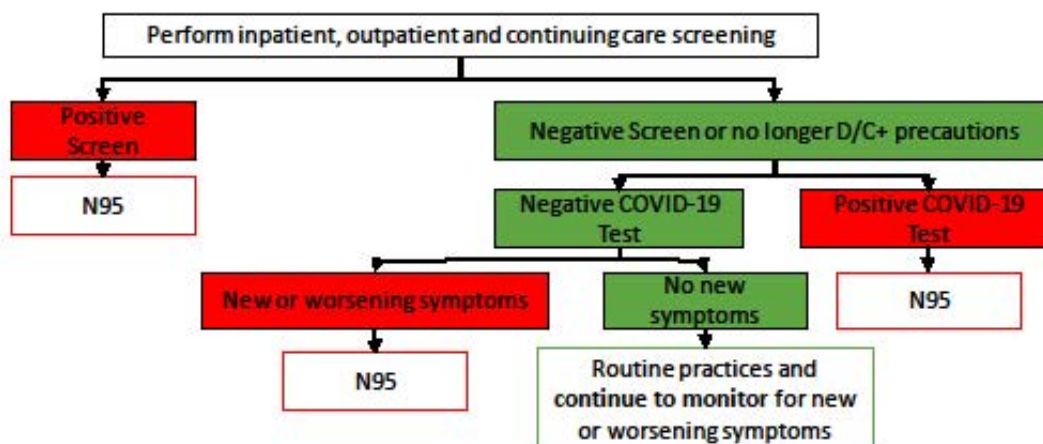 Perform inpatient, outpatient and continuing care screening
Positive
Screen
Negative Screen or no longer D/C+ precautions
N95
Negative COVID-19
Test
Positive COVID-19
Test
New or worsening symptoms
No new
symptoms
N95
N95
Routine practices and
continue to monitor for new
or worsening symptoms